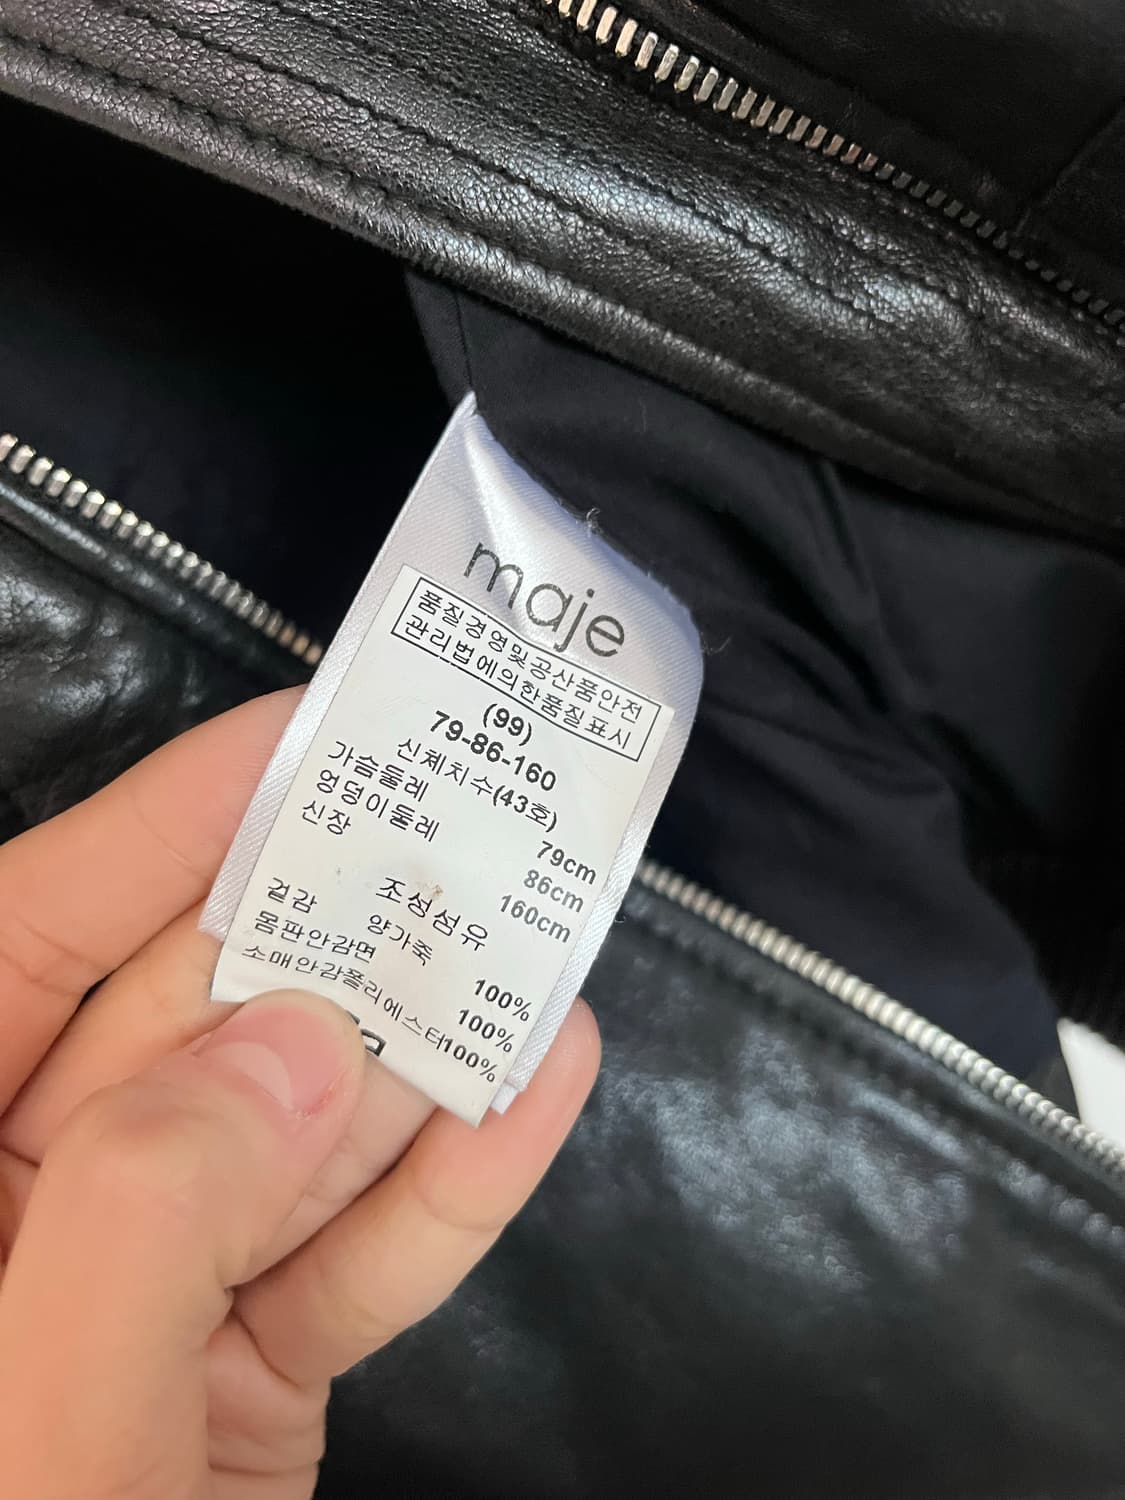 maje
품질경영및공산품안전
관리법에의한품질표시
(99)
79-86-160
신체치수(43호)
가슴둘레 79cm
엉덩이둘레 86cm
신장 160cm
조성섬유
겉감 양가죽 100%
몸판안감면 100%
소매안감폴리에스터100%